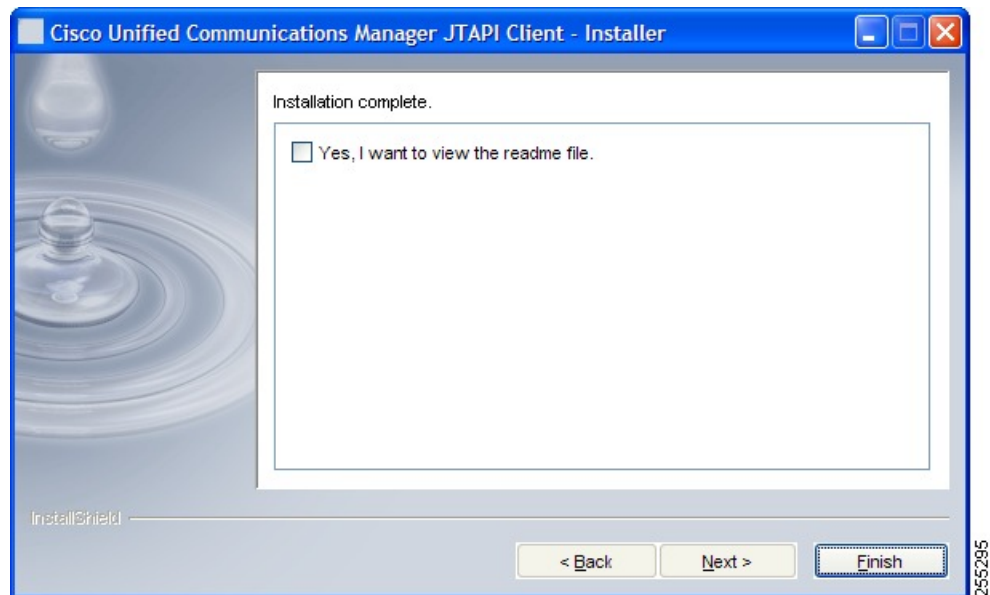 Cisco Unified Communications Manager JTAPI Client - Installer
Installation complete.
Yes, I want to view the readme file.
InstallShield
< Back
Next >
Finish
255295